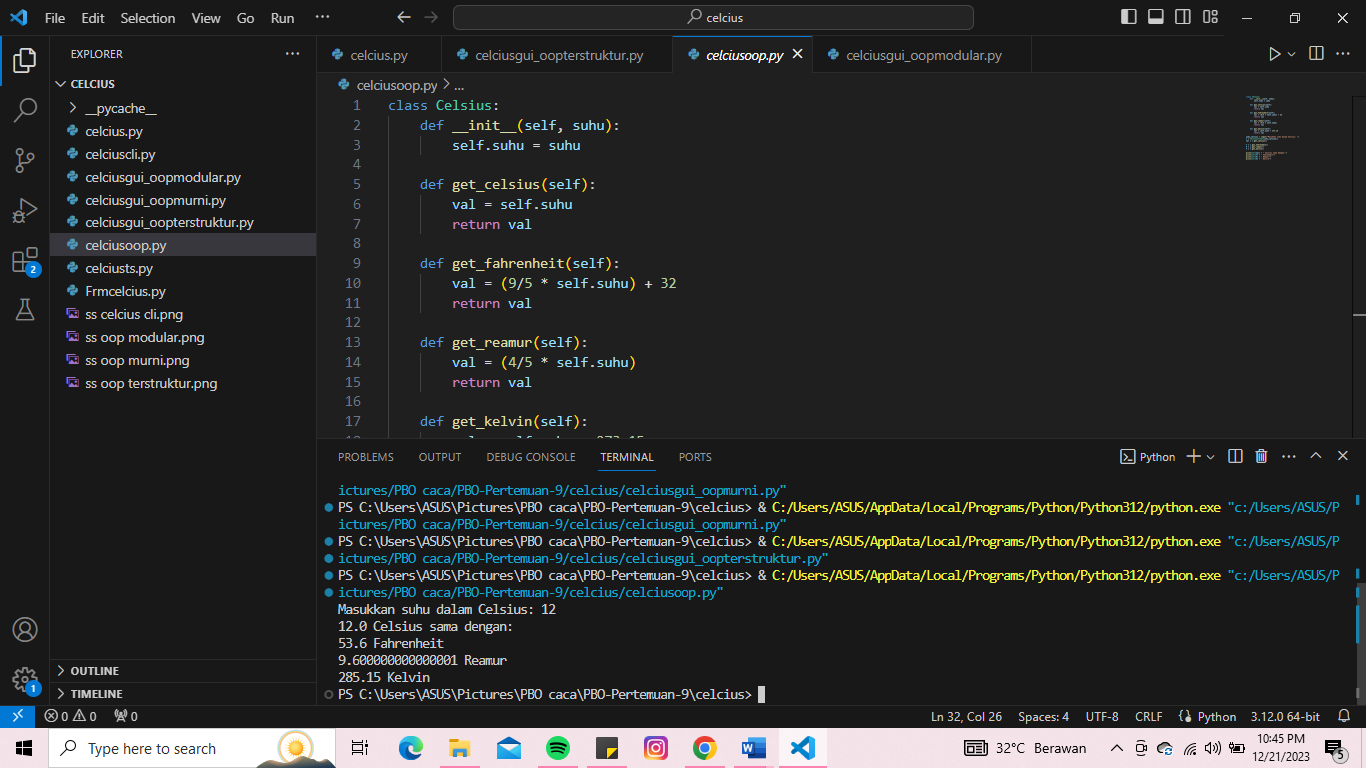 File Edit Selection View Go Run ··· celcius
EXPLORER ···
CELCIUS
__pycache__
celcius.py
celciuscli.py
celciusgui_oopmodular.py
celciusgui_oopmurni.py
celciusgui_oopterstruktur.py
celciusoop.py
celciusts.py
Frmcelcius.py
ss celcius cli.png
ss oop modular.png
ss oop murni.png
ss oop terstruktur.png
OUTLINE
TIMELINE
2
1
celcius.py celciusgui_oopterstruktur.py celciusoop.py celciusgui_oopmodular.py ···
celciusoop.py > ...
1 class Celsius:
2 def __init__(self, suhu):
3 self.suhu = suhu
4
5 def get_celsius(self):
6 val = self.suhu
7 return val
8
9 def get_fahrenheit(self):
10 val = (9/5 * self.suhu) + 32
11 return val
12
13 def get_reamur(self):
14 val = (4/5 * self.suhu)
15 return val
16
17 def get_kelvin(self):
PROBLEMS OUTPUT DEBUG CONSOLE TERMINAL PORTS Python ···
ictures/PBO caca/PBO-Pertemuan-9/celcius/celciusgui_oopmurni.py"
PS C:\Users\ASUS\Pictures\PBO caca\PBO-Pertemuan-9\celcius> & C:/Users/ASUS/AppData/Local/Programs/Python/Python312/python.exe "c:/Users/ASUS/P
ictures/PBO caca/PBO-Pertemuan-9/celcius/celciusgui_oopmurni.py"
PS C:\Users\ASUS\Pictures\PBO caca\PBO-Pertemuan-9\celcius> & C:/Users/ASUS/AppData/Local/Programs/Python/Python312/python.exe "c:/Users/ASUS/P
ictures/PBO caca/PBO-Pertemuan-9/celcius/celciusgui_oopterstruktur.py"
PS C:\Users\ASUS\Pictures\PBO caca\PBO-Pertemuan-9\celcius> & C:/Users/ASUS/AppData/Local/Programs/Python/Python312/python.exe "c:/Users/ASUS/P
ictures/PBO caca/PBO-Pertemuan-9/celcius/celciusoop.py"
Masukkan suhu dalam Celsius: 12
12.0 Celsius sama dengan:
53.6 Fahrenheit
9.600000000000001 Reamur
285.15 Kelvin
PS C:\Users\ASUS\Pictures\PBO caca\PBO-Pertemuan-9\celcius>
0 0 0 Ln 32, Col 26 Spaces: 4 UTF-8 CRLF Python 3.12.0 64-bit
Type here to search 32°C Berawan 10:45 PM
12/21/2023
5